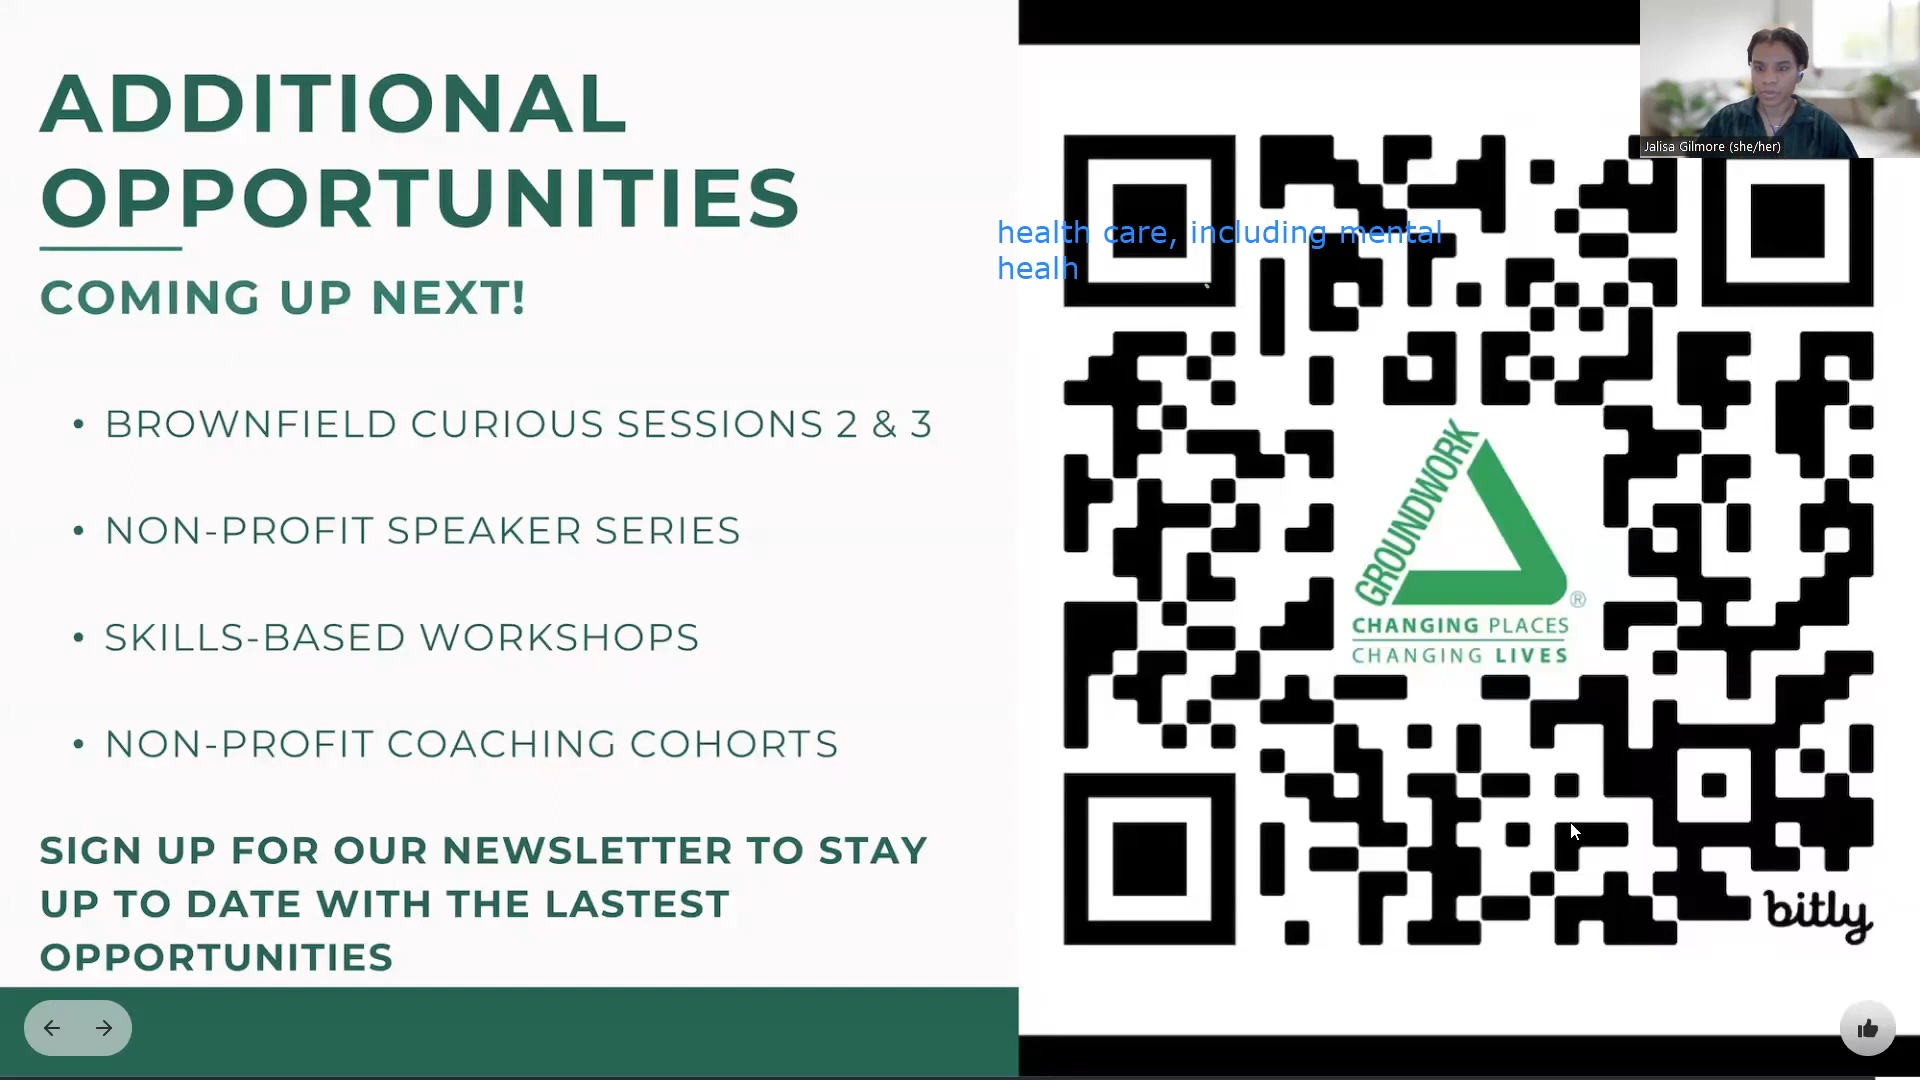 ADDITIONAL
OPPORTUNITIES
COMING UP NEXT!
• BROWNFIELD CURIOUS SESSIONS 2 & 3
• NON-PROFIT SPEAKER SERIES
• SKILLS-BASED WORKSHOPS
• NON-PROFIT COACHING COHORTS
SIGN UP FOR OUR NEWSLETTER TO STAY
UP TO DATE WITH THE LASTEST
OPPORTUNITIES
Jalisa Gilmore (she/her)
health care, including mental
healh
GROUNDWORK
®
CHANGING PLACES
CHANGING LIVES
bitly